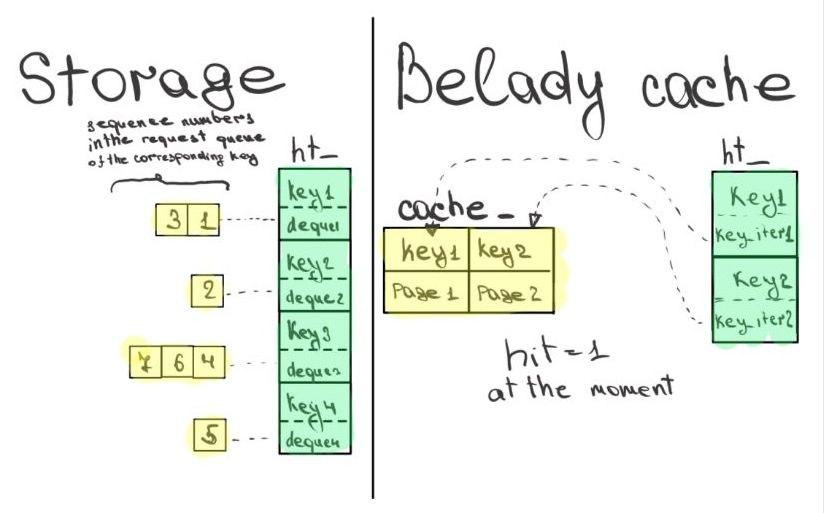 Storage
sequence numbers
in the request queue
of the corresponding key
ht_
key1
3 1
deque1
key2
2
deque2
key3
7 6 4
deque3
key4
5
deque4
Belady cache
ht_
cache_
key1 key2
Page 1 Page 2
Key1
key_iter1
Key2
key_iter2
hit=1
at the moment